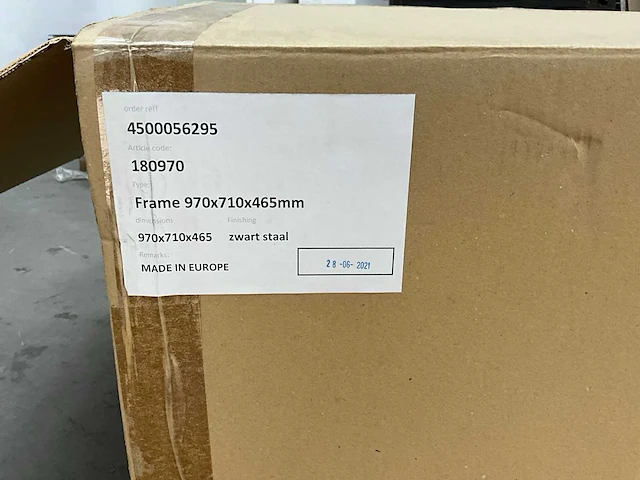 order reff
4500056295
Article code:
180970
Type:
Frame 970x710x465mm
dimensions Finishing
970x710x465 zwart staal
Remarks:
MADE IN EUROPE
28-06-2021